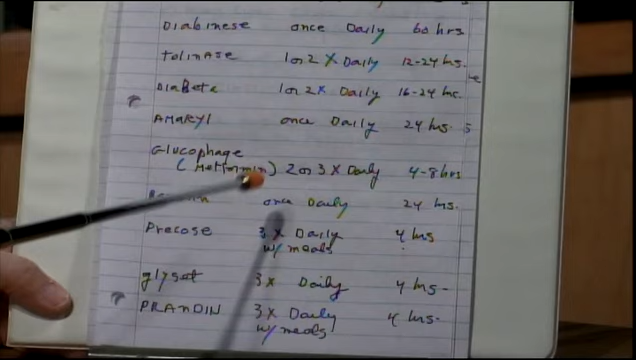 Diabinese once Daily 60 hrs
Tolinase 1 or 2 X Daily 12-24 hrs.
DiaBeta 1 or 2 X Daily 16-24 hrs.
Amaryl once Daily 24 hrs.
Glucophage
(Metformin) 2 or 3 X Daily 4-8 hrs
once Daily 24 hrs.
Precose 3 X Daily 4 hrs
w/ meals
glyset 3 X Daily 4 hrs-
PRANDIN 3 X Daily 4 hrs-
w/ meals